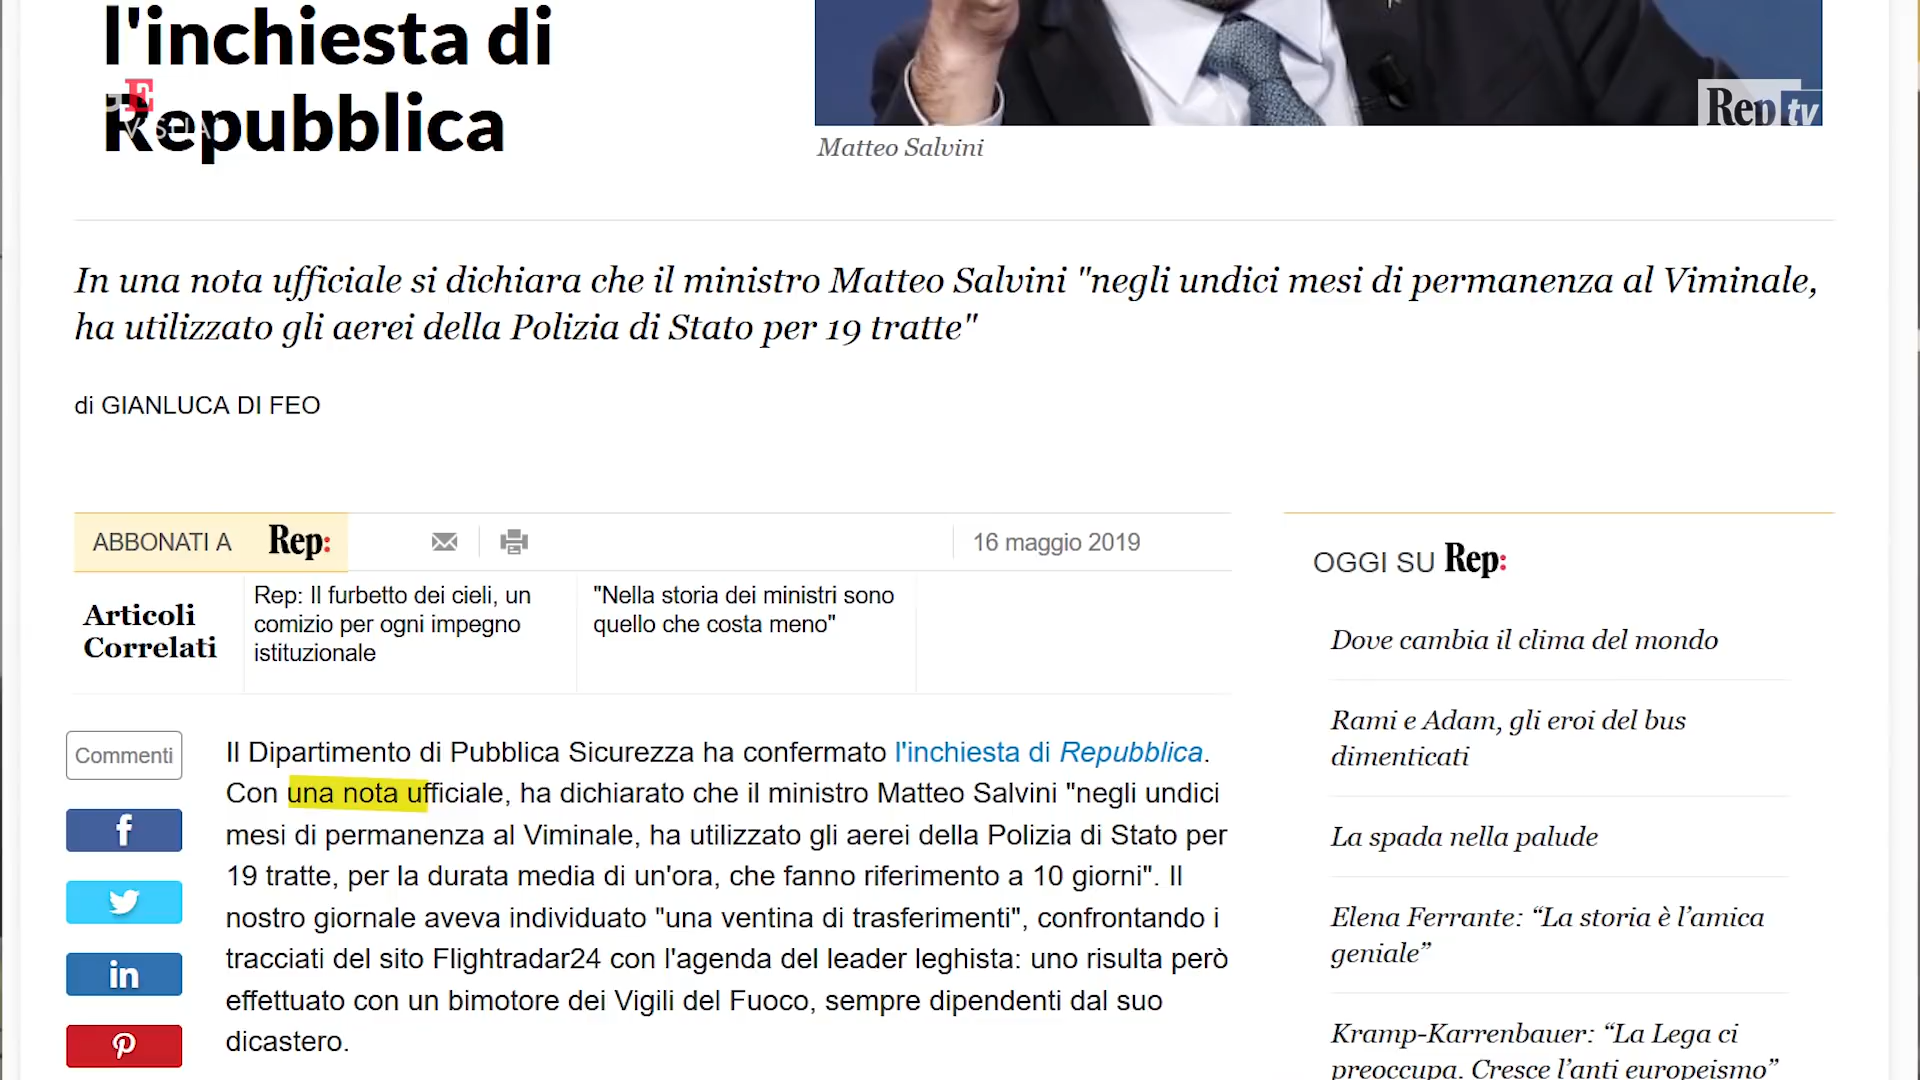 l'inchiesta di
Repubblica
GE
VISUAL
Rep tv
Matteo Salvini
In una nota ufficiale si dichiara che il ministro Matteo Salvini "negli undici mesi di permanenza al Viminale,
ha utilizzato gli aerei della Polizia di Stato per 19 tratte"
di GIANLUCA DI FEO
ABBONATI A Rep:
16 maggio 2019
Articoli
Correlati
Rep: Il furbetto dei cieli, un
comizio per ogni impegno
istituzionale
"Nella storia dei ministri sono
quello che costa meno"
Commenti
f
in
Il Dipartimento di Pubblica Sicurezza ha confermato l'inchiesta di Repubblica.
Con una nota ufficiale, ha dichiarato che il ministro Matteo Salvini "negli undici
mesi di permanenza al Viminale, ha utilizzato gli aerei della Polizia di Stato per
19 tratte, per la durata media di un'ora, che fanno riferimento a 10 giorni". Il
nostro giornale aveva individuato "una ventina di trasferimenti", confrontando i
tracciati del sito Flightradar24 con l'agenda del leader leghista: uno risulta però
effettuato con un bimotore dei Vigili del Fuoco, sempre dipendenti dal suo
dicastero.
OGGI SU Rep:
Dove cambia il clima del mondo
Rami e Adam, gli eroi del bus
dimenticati
La spada nella palude
Elena Ferrante: “La storia è l’amica
geniale”
Kramp-Karrenbauer: “La Lega ci
preoccupa. Cresce l’anti europeismo”